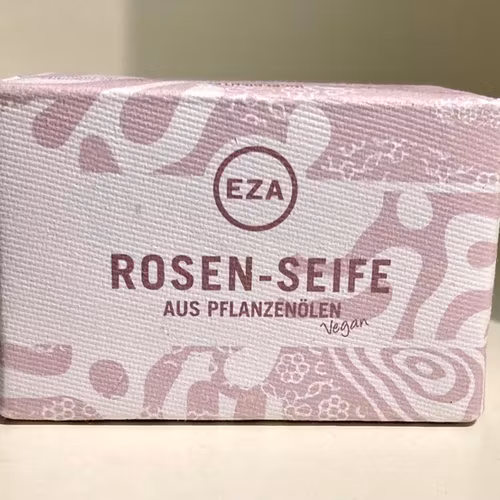 EZA
ROSEN-SEIFE
AUS PFLANZENÖLEN
Vegan